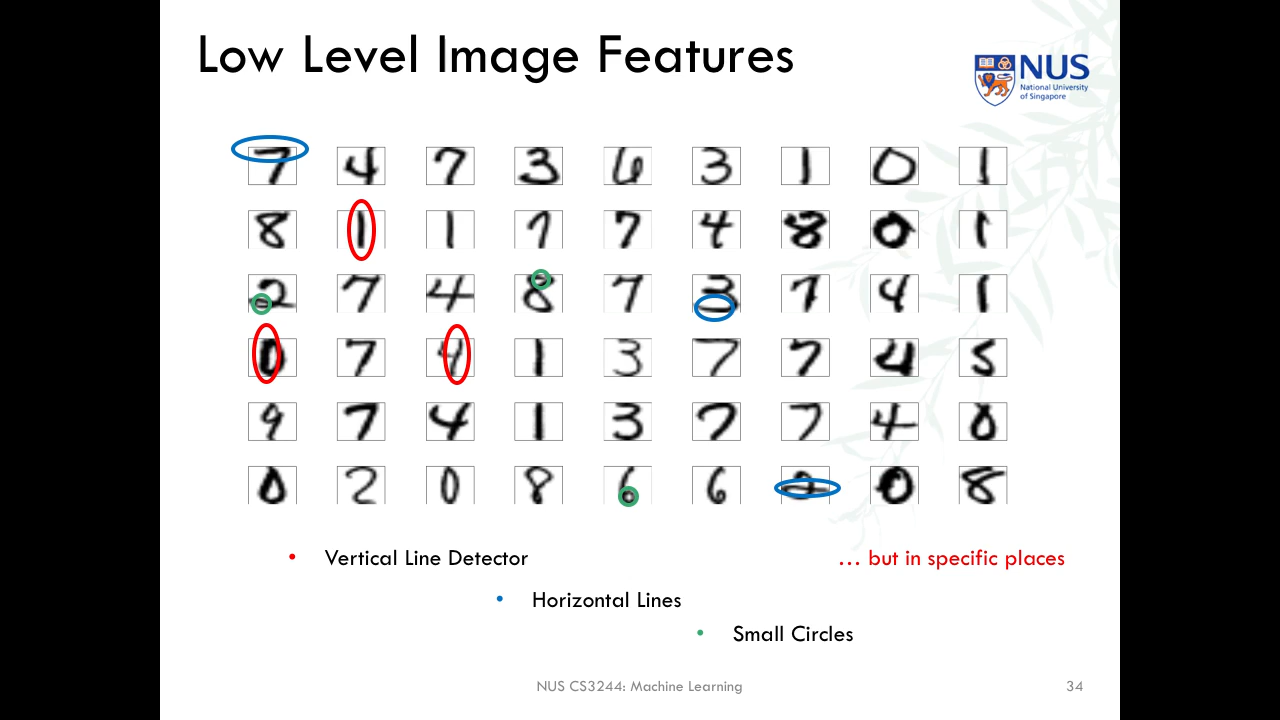 Low Level Image Features
NUS
National University
of Singapore
7 4 7 3 6 3 1 0 1
8 1 1 7 7 4 8 0 1
2 7 4 8 7 3 7 4 1
0 7 4 1 3 7 7 4 5
9 7 4 1 3 7 7 4 0
0 2 0 8 6 6 2 0 8
• Vertical Line Detector
… but in specific places
• Horizontal Lines
• Small Circles
NUS CS3244: Machine Learning
34